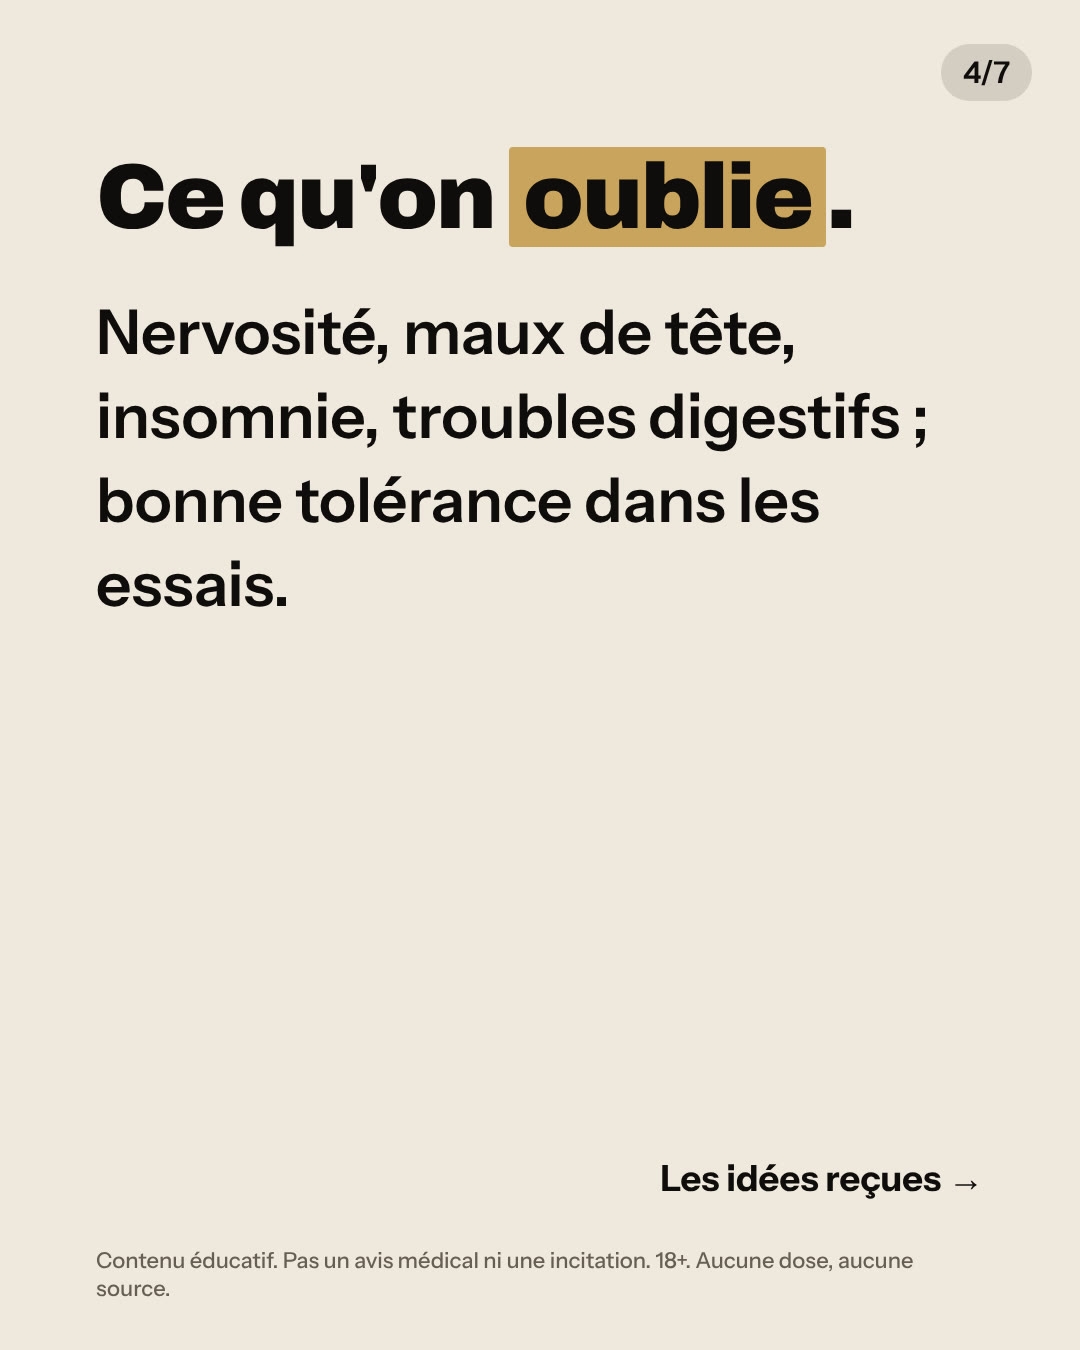 4/7
Ce qu'on oublie.
Nervosité, maux de tête,
insomnie, troubles digestifs ;
bonne tolérance dans les
essais.
Les idées reçues →
Contenu éducatif. Pas un avis médical ni une incitation. 18+. Aucune dose, aucune
source.